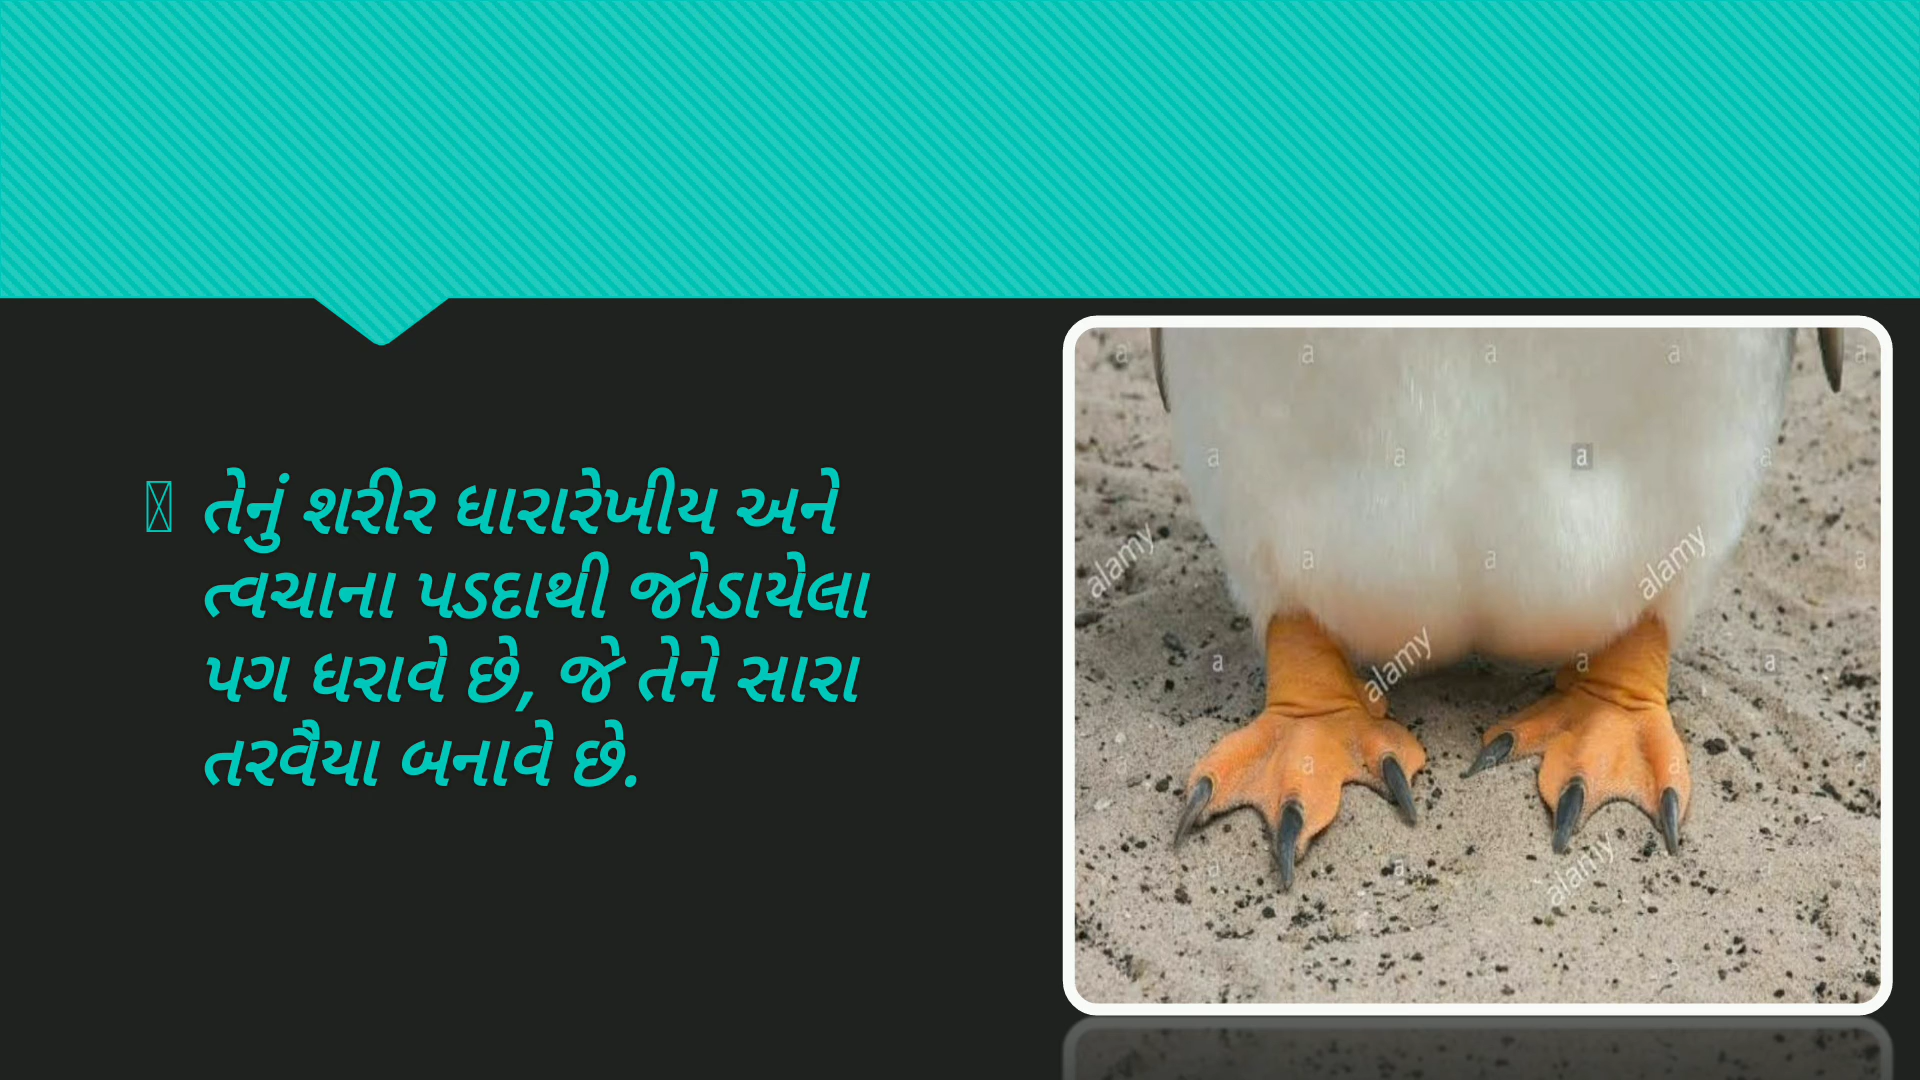 તેનું શરીર ધારારેખીય અને
ત્વચાના પડદાથી જોડાયેલા
પગ ધરાવે છે, જે તેને સારા
તરવૈયા બનાવે છે.
a a a a a
a a a a
alamy alamy
a a a a
alamy
a a a
a a a a a
alamy
a a